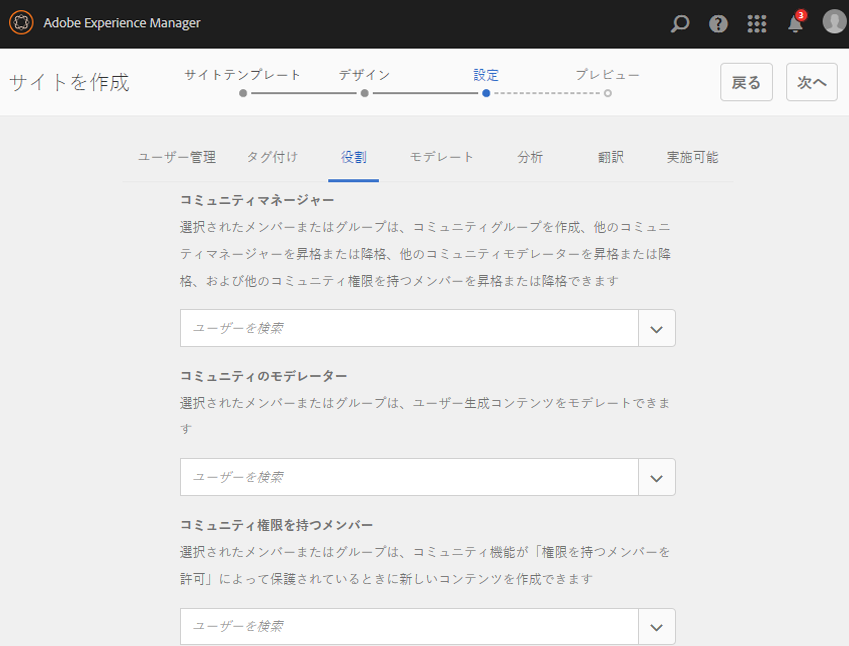 Adobe Experience Manager
3
サイトを作成
サイトテンプレート
デザイン
設定
プレビュー
戻る
次へ
ユーザー管理
タグ付け
役割
モデレート
分析
翻訳
実施可能
コミュニティマネージャー
選択されたメンバーまたはグループは、コミュニティグループを作成、他のコミュニ
ティマネージャーを昇格または降格、他のコミュニティモデレーターを昇格または降
格、および他のコミュニティ権限を持つメンバーを昇格または降格できます
ユーザーを検索
コミュニティのモデレーター
選択されたメンバーまたはグループは、ユーザー生成コンテンツをモデレートできま
す
ユーザーを検索
コミュニティ権限を持つメンバー
選択されたメンバーまたはグループは、コミュニティ機能が「権限を持つメンバーを
許可」によって保護されているときに新しいコンテンツを作成できます
ユーザーを検索